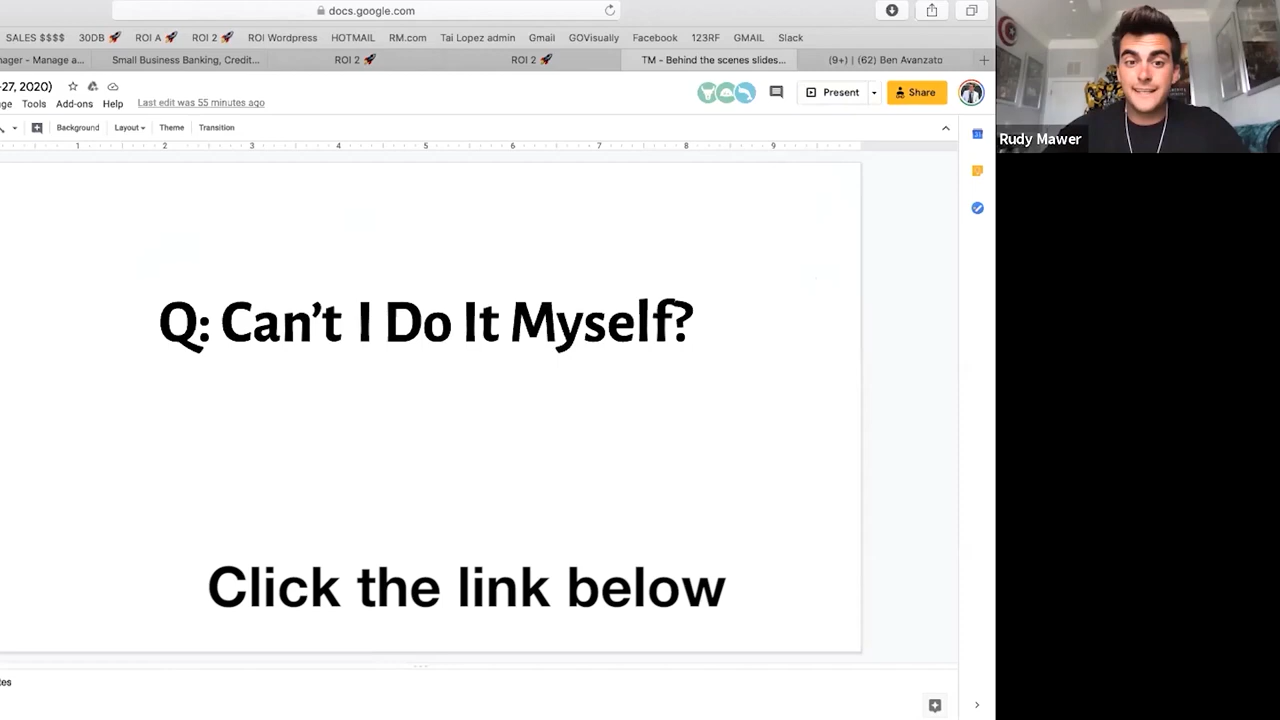 docs.google.com
SALES $$$$ 30DB 🚀 ROI A 🚀 ROI 2 🚀 ROI Wordpress HOTMAIL RM.com Tai Lopez admin Gmail GOVisually Facebook 123RF GMAIL Slack
ager - Manage a... Small Business Banking, Credit... ROI 2 🚀 ROI 2 🚀 TM - Behind the scenes slides... (9+) | (62) Ben Avanzato
-27, 2020)
ge Tools Add-ons Help Last edit was 55 minutes ago
Present Share
Background Layout Theme Transition
1 2 3 4 5 6 7 8 9
Rudy Mawer
Q: Can't I Do It Myself?
Click the link below
tes